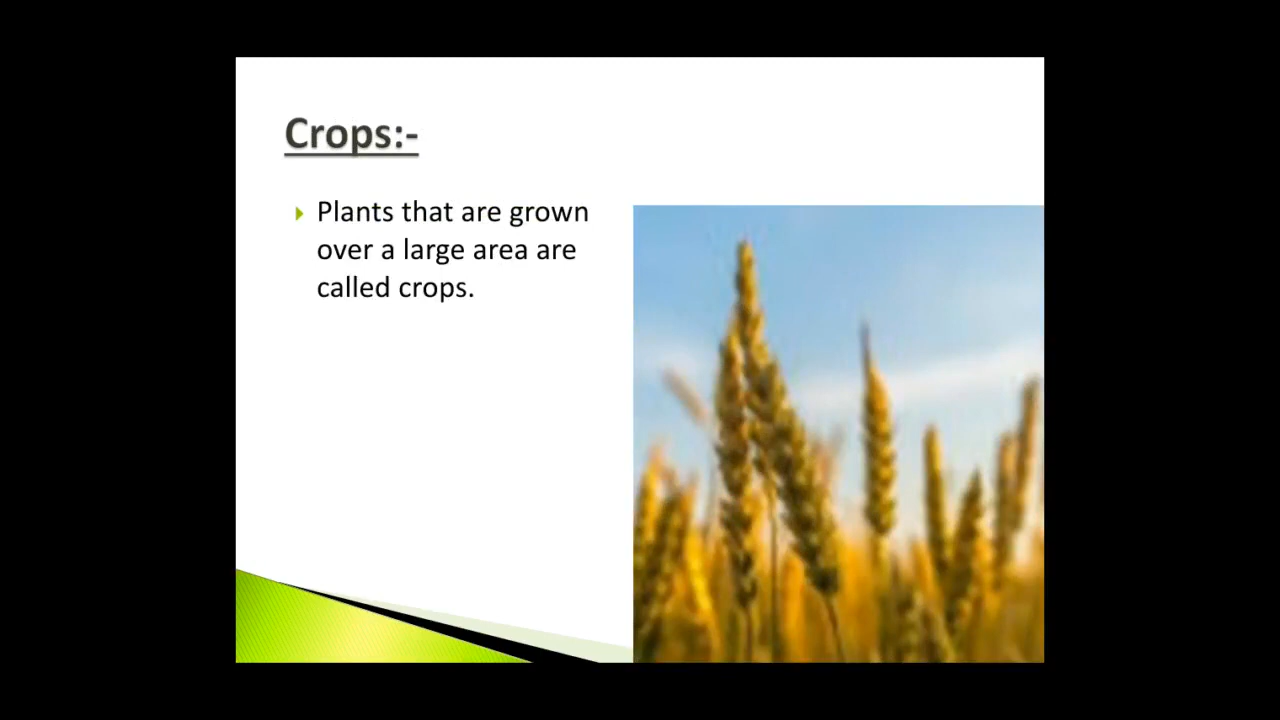 Crops:-
Plants that are grown
over a large area are
called crops.